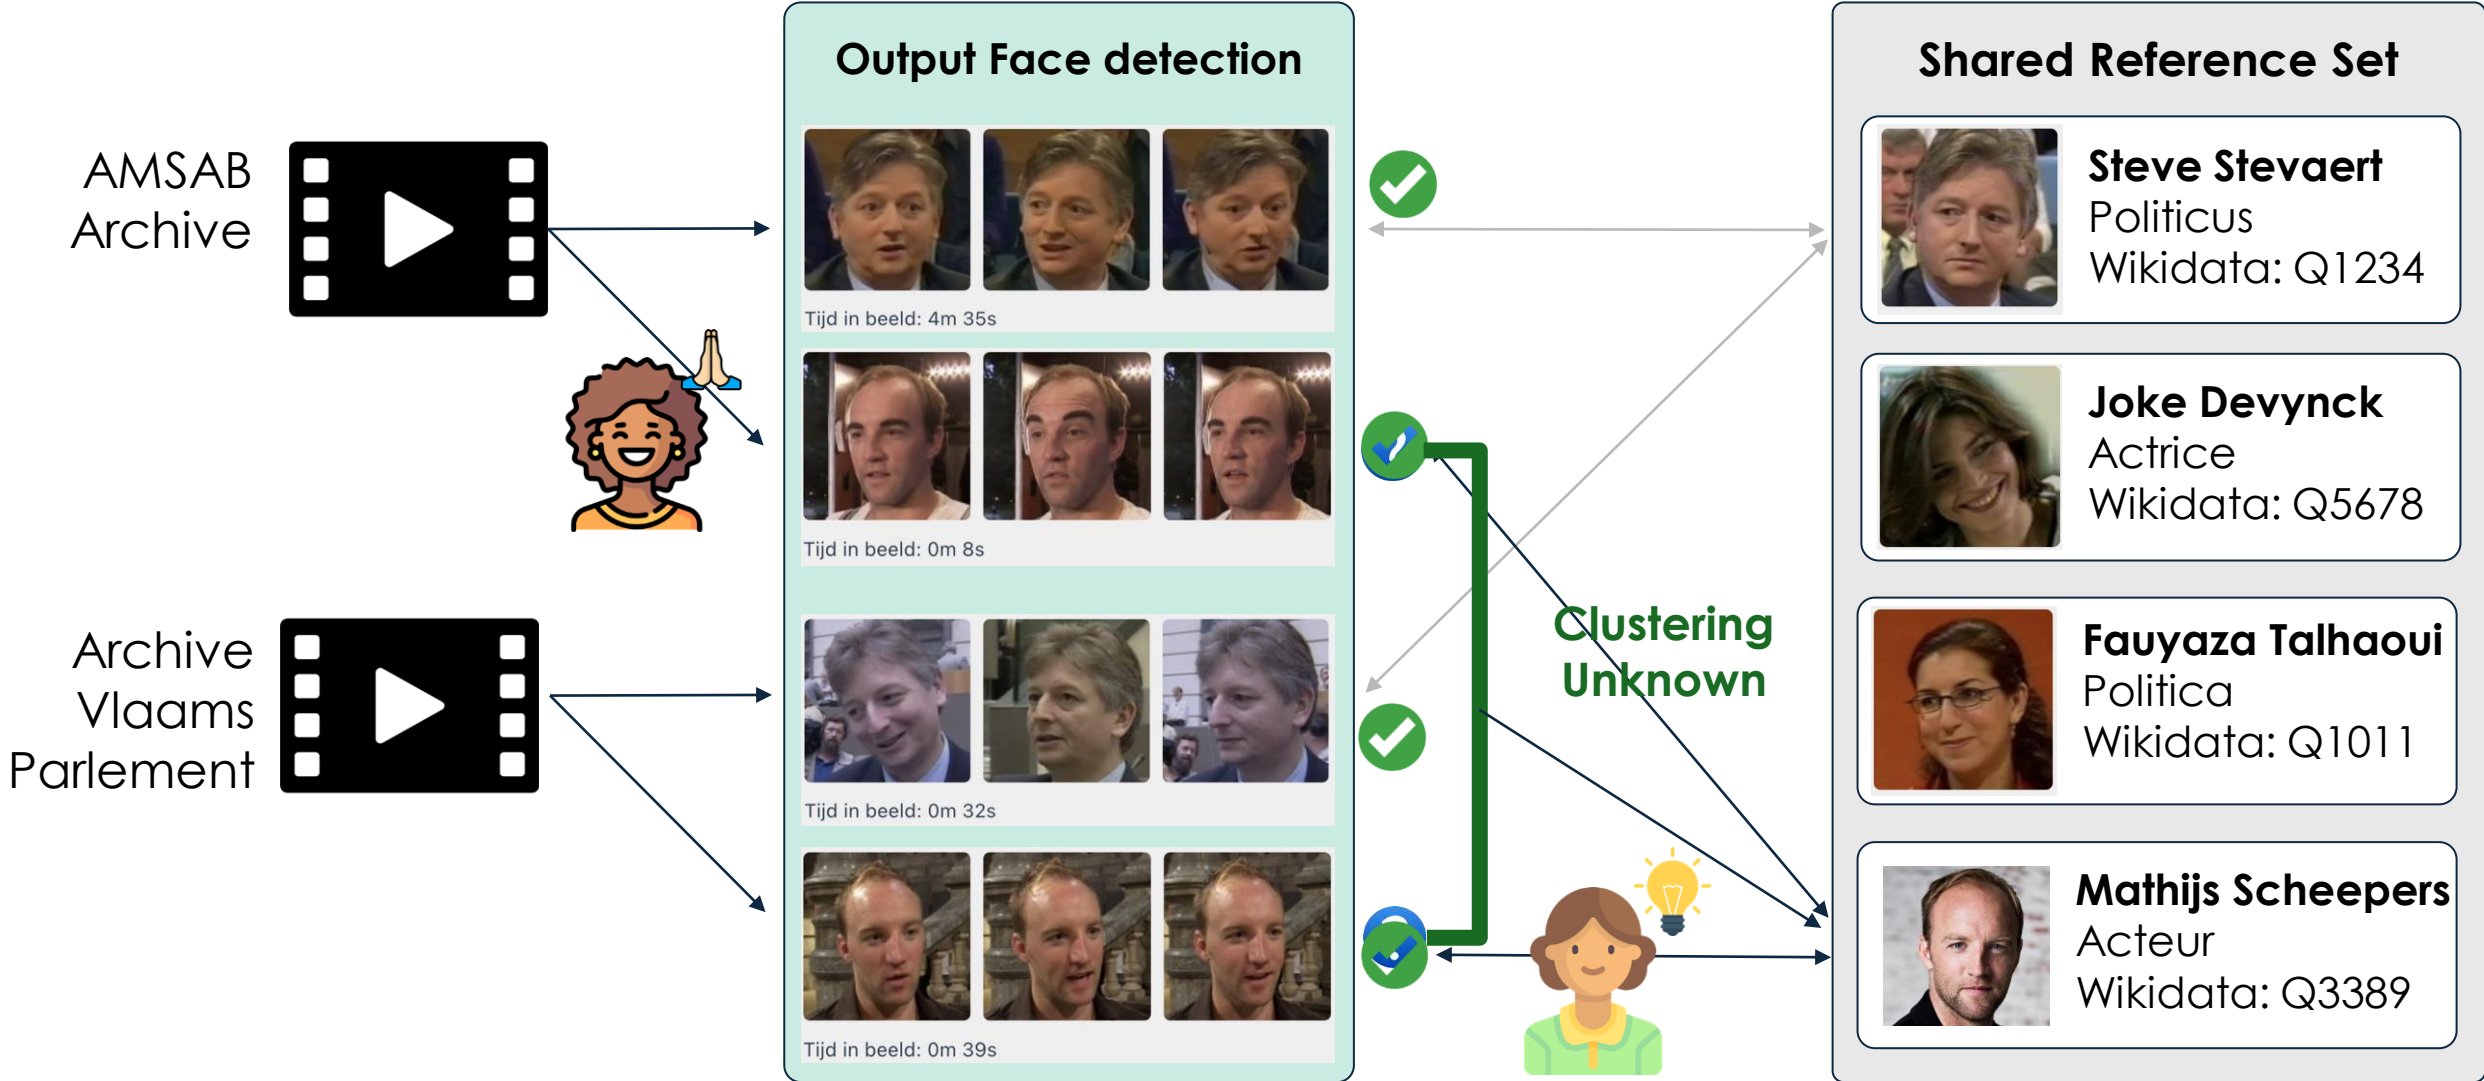 Output Face detection
Shared Reference Set
AMSAB
Archive
Tijd in beeld: 4m 35s
Tijd in beeld: 0m 8s
Archive
Vlaams
Parlement
Tijd in beeld: 0m 32s
Tijd in beeld: 0m 39s
Clustering
Unknown
Steve Stevaert
Politicus
Wikidata: Q1234
Joke Devynck
Actrice
Wikidata: Q5678
Fauyaza Talhaoui
Politica
Wikidata: Q1011
Mathijs Scheepers
Acteur
Wikidata: Q3389